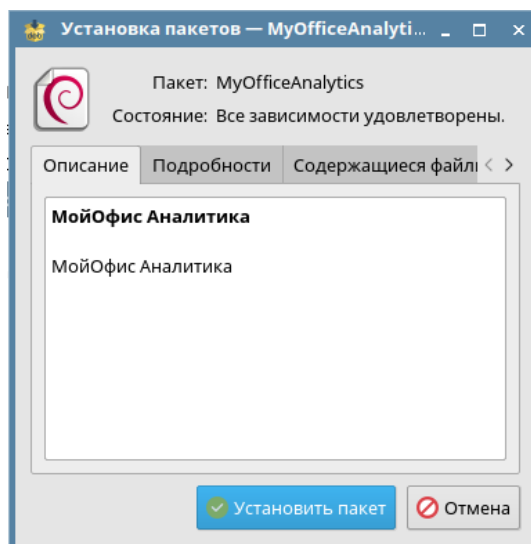 Установка пакетов — MyOfficeAnalyti...
Пакет: MyOfficeAnalytics
Состояние: Все зависимости удовлетворены.
Описание Подробности Содержащиеся файлы
МойОфис Аналитика
МойОфис Аналитика
Установить пакет Отмена